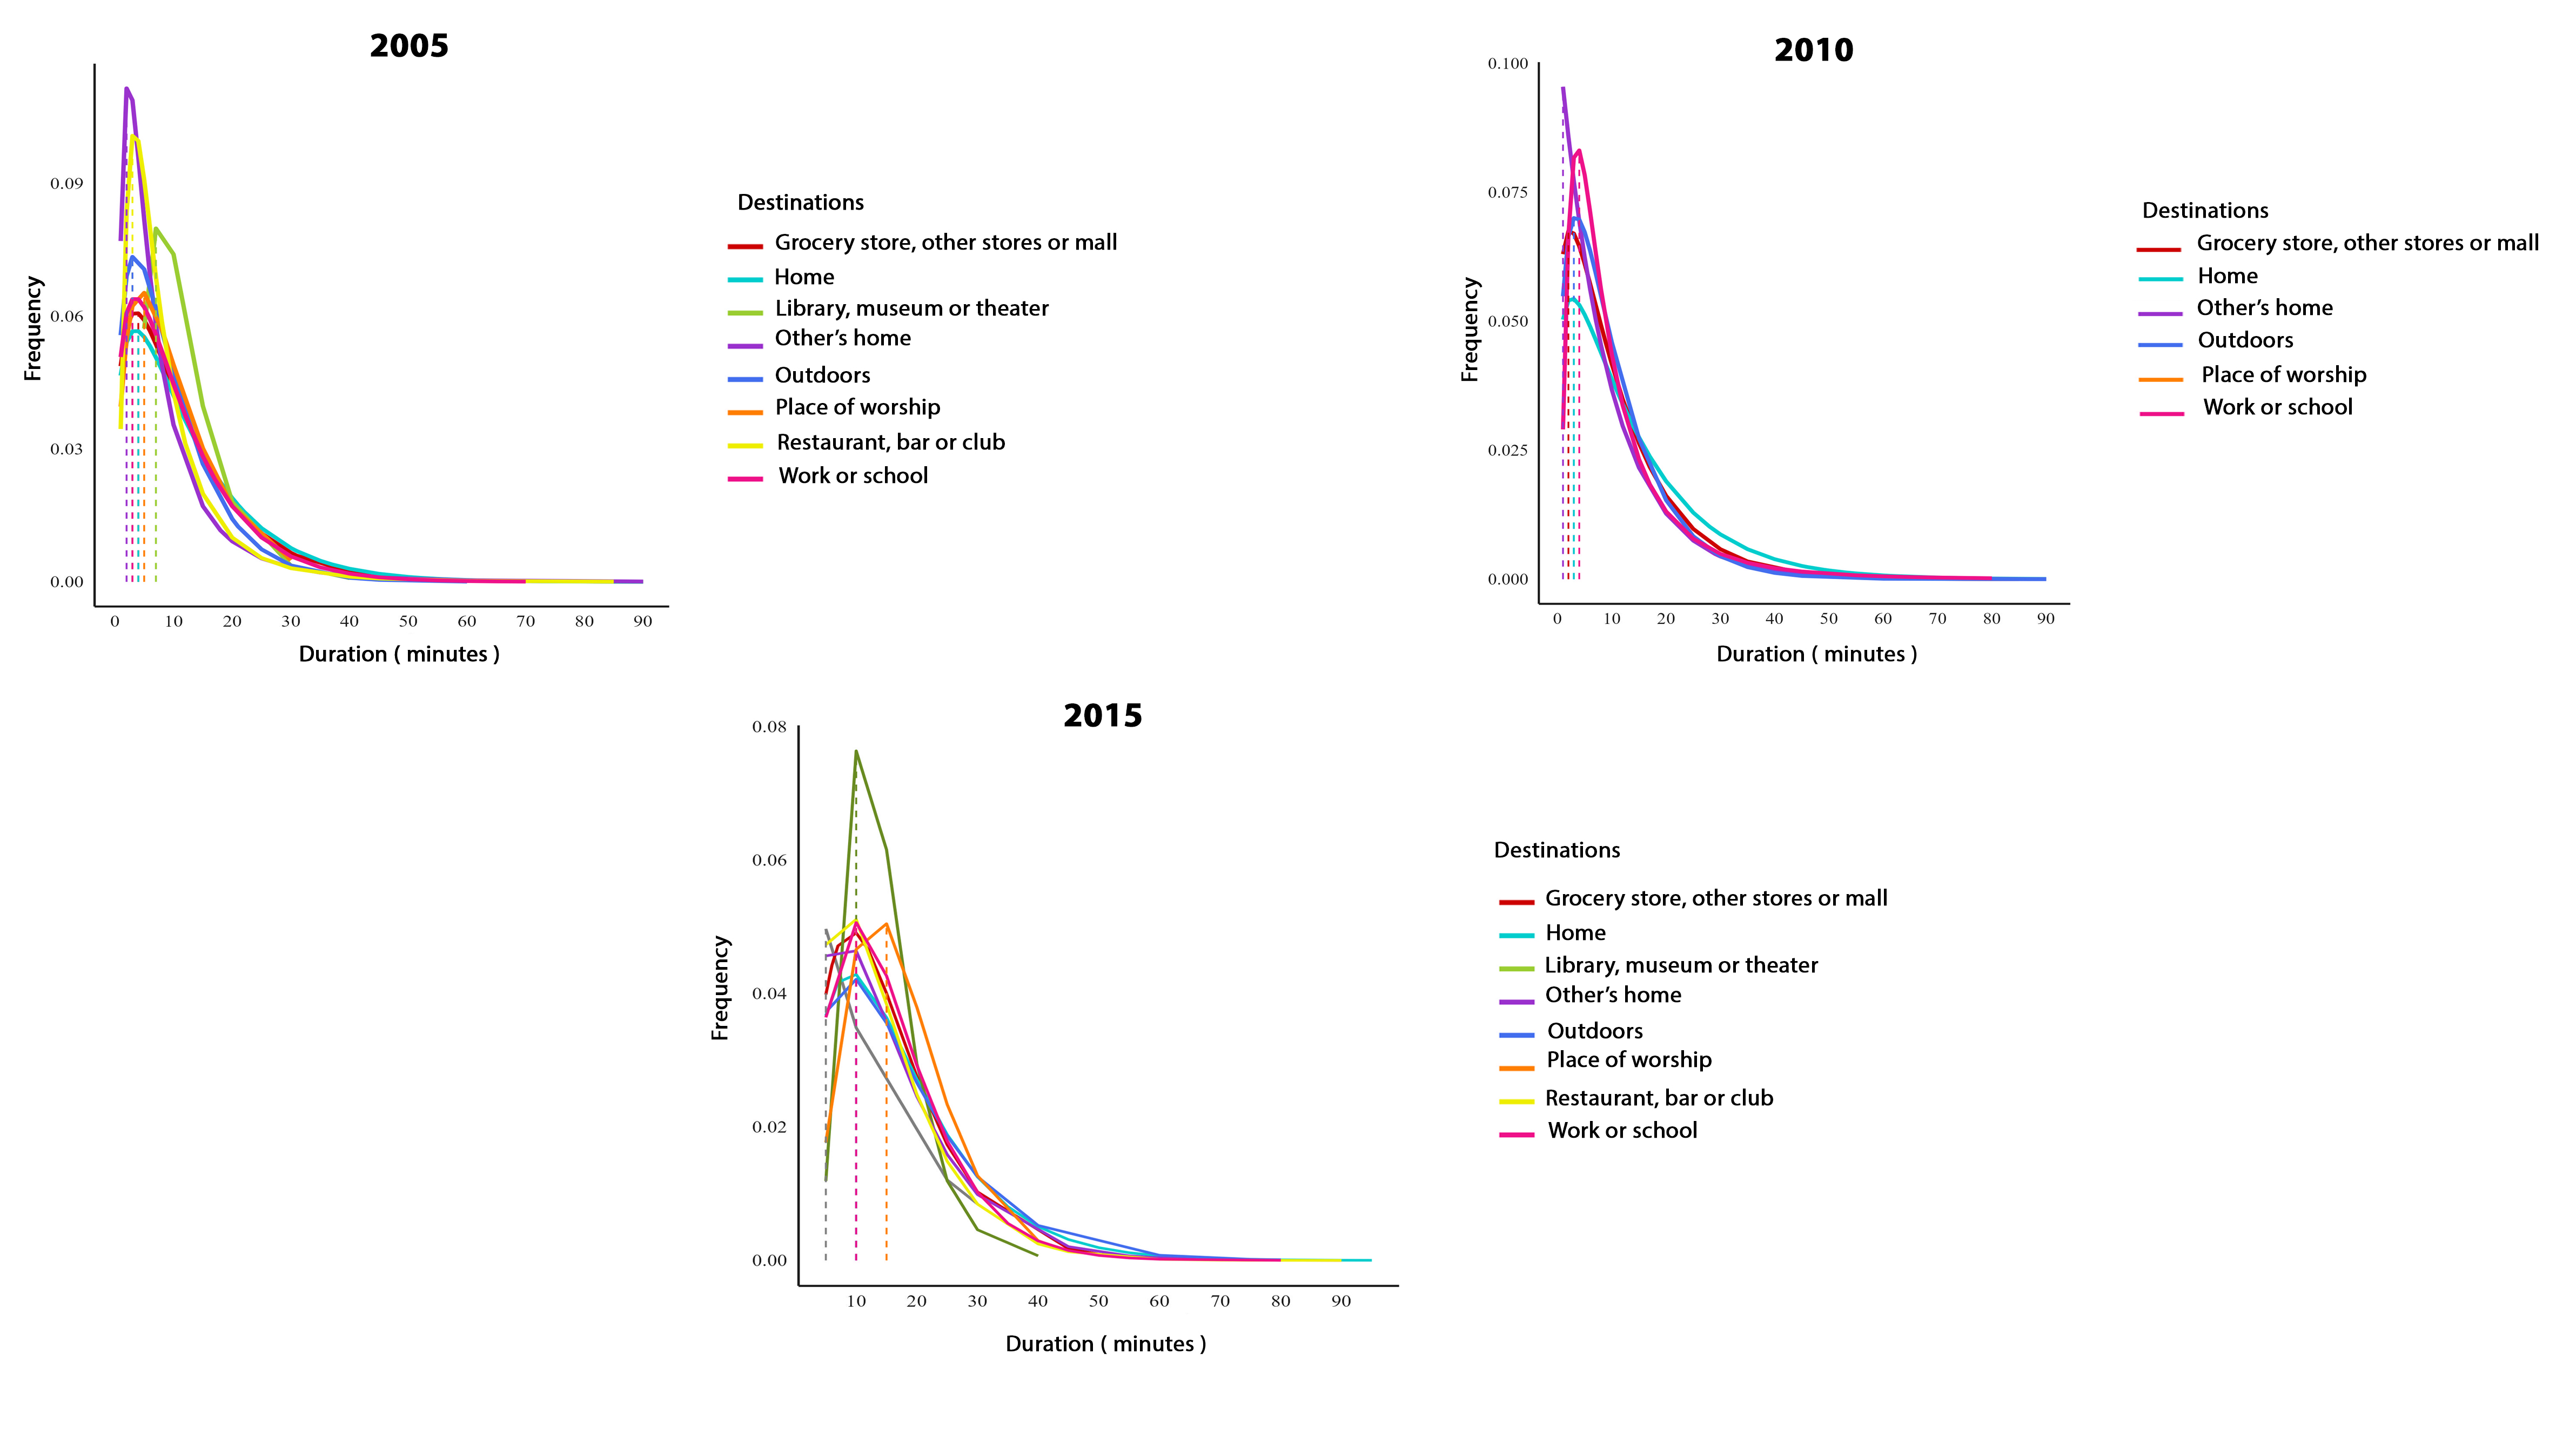 2005
0.09
0.06
0.03
0.00
Frequency
0
10
20
30
40
50
60
70
80
90
Duration ( minutes )
Destinations
Grocery store, other stores or mall
Home
Library, museum or theater
Other’s home
Outdoors
Place of worship
Restaurant, bar or club
Work or school
2010
0.100
0.075
0.050
0.025
0.000
Frequency
0
10
20
30
40
50
60
70
80
90
Duration ( minutes )
Destinations
Grocery store, other stores or mall
Home
Other’s home
Outdoors
Place of worship
Work or school
2015
0.08
0.06
0.04
0.02
0.00
Frequency
10
20
30
40
50
60
70
80
90
Duration ( minutes )
Destinations
Grocery store, other stores or mall
Home
Library, museum or theater
Other’s home
Outdoors
Place of worship
Restaurant, bar or club
Work or school